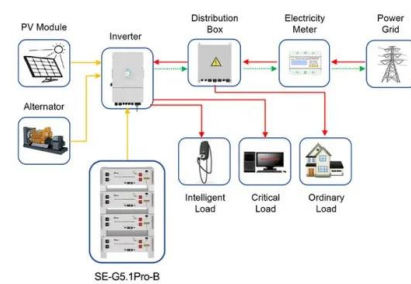 PV Module
Inverter
Distribution
Box
Electricity
Meter
Power
Grid
Alternator
Intelligent
Load
Critical
Load
Ordinary
Load
SE-G5.1Pro-B